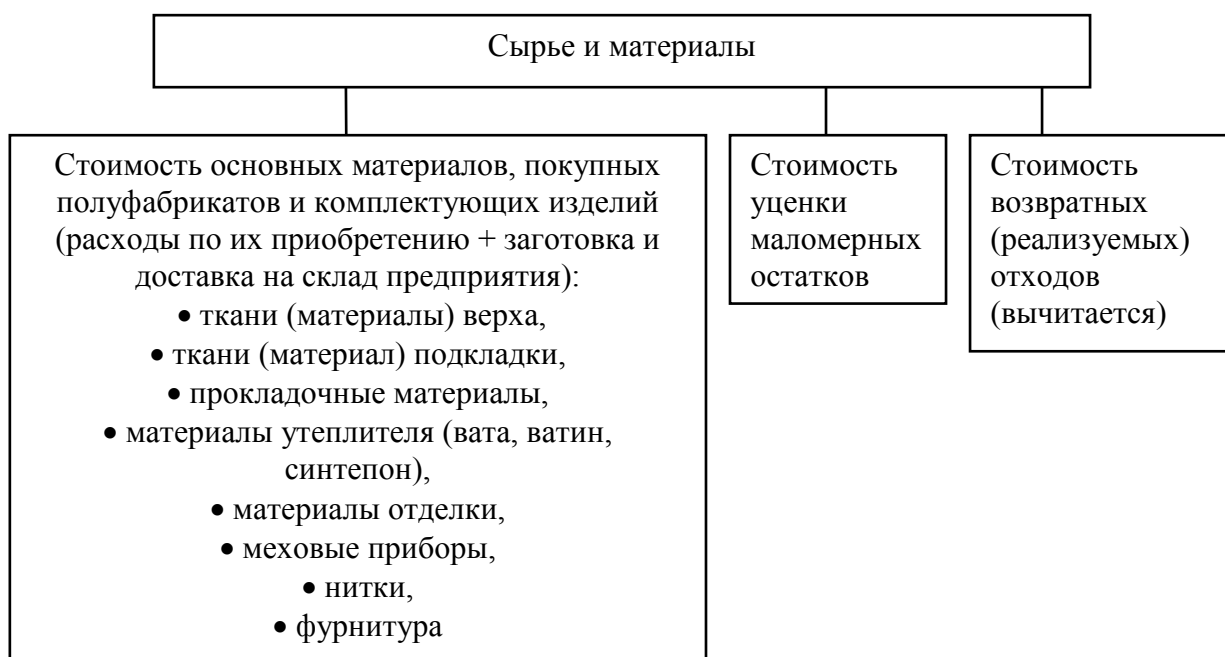 Сырье и материалы
Стоимость основных материалов, покупных
полуфабрикатов и комплектующих изделий
(расходы по их приобретению + заготовка и
доставка на склад предприятия):
• ткани (материалы) верха,
• ткани (материал) подкладки,
• прокладочные материалы,
• материалы утеплителя (вата, ватин,
синтепон),
• материалы отделки,
• меховые приборы,
• нитки,
• фурнитура
Стоимость
уценки
маломерных
остатков
Стоимость
возвратных
(реализуемых)
отходов
(вычитается)